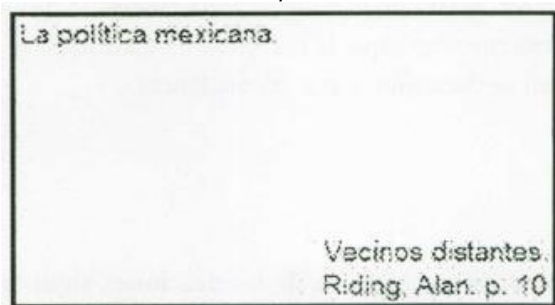 La política mexicana.
Vecinos distantes.
Riding. Alan. p. 10